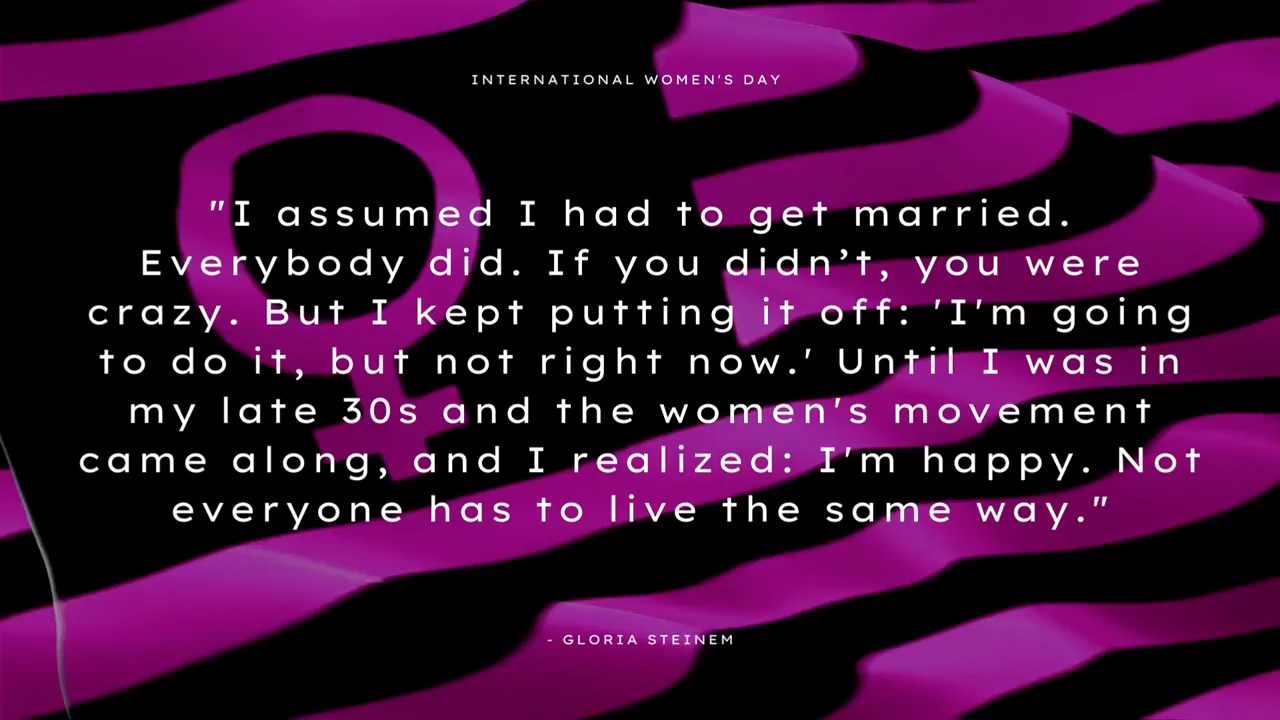 INTERNATIONAL WOMEN'S DAY
"I assumed I had to get married.
Everybody did. If you didn’t, you were
crazy. But I kept putting it off: 'I'm going
to do it, but not right now.' Until I was in
my late 30s and the women's movement
came along, and I realized: I'm happy. Not
everyone has to live the same way."
- GLORIA STEINEM